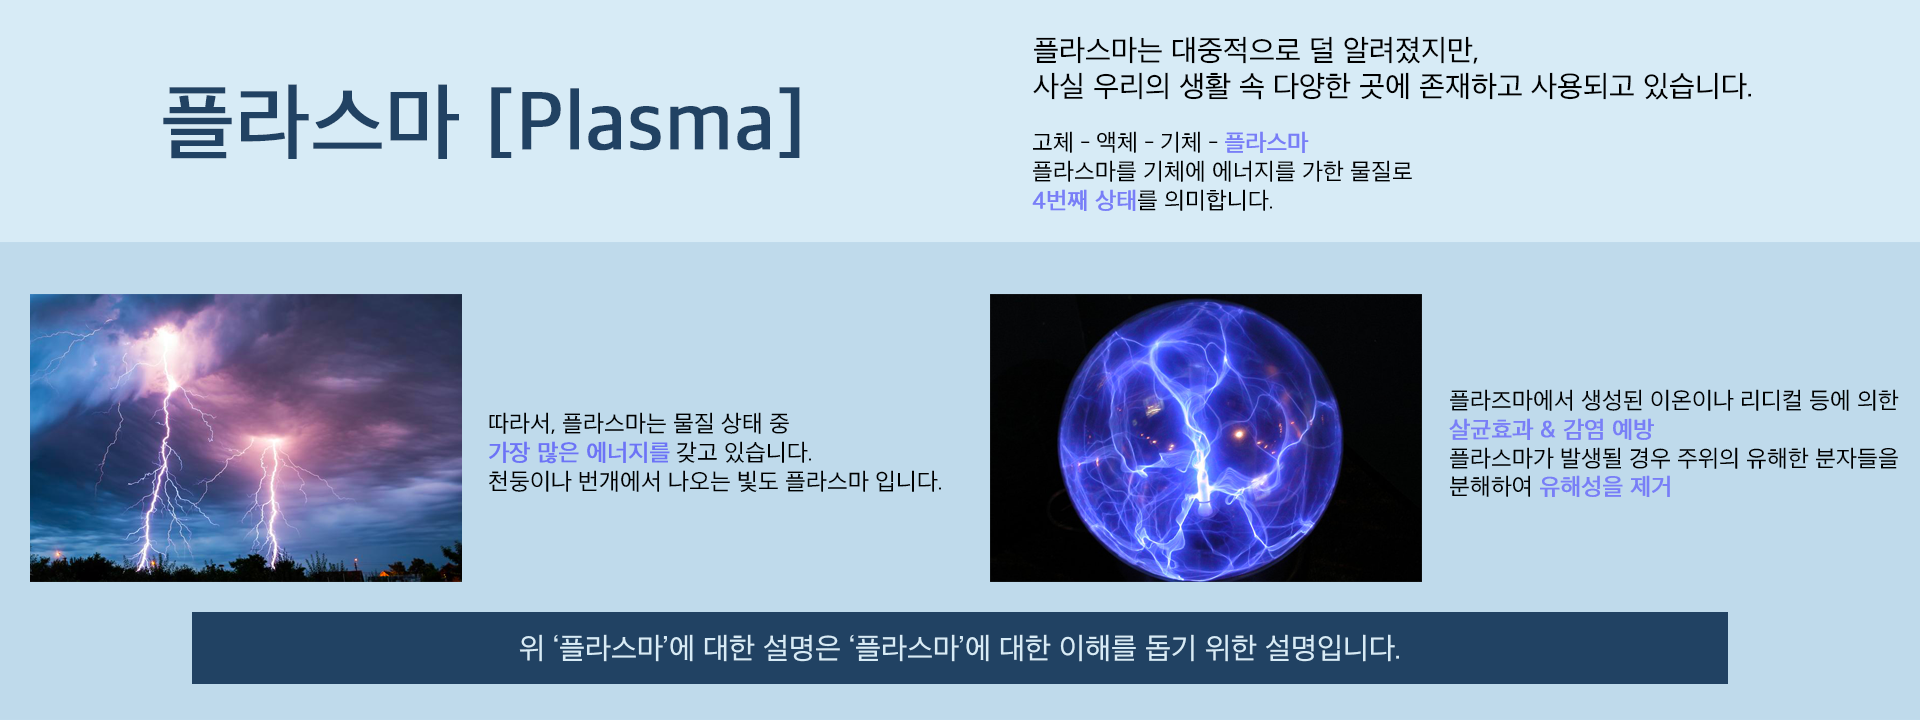 플라스마 [Plasma]
플라스마는 대중적으로 덜 알려졌지만,
사실 우리의 생활 속 다양한 곳에 존재하고 사용되고 있습니다.
고체 - 액체 - 기체 - 플라스마
플라스마를 기체에 에너지를 가한 물질로
4번째 상태를 의미합니다.
따라서, 플라스마는 물질 상태 중
가장 많은 에너지를 갖고 있습니다.
천둥이나 번개에서 나오는 빛도 플라스마 입니다.
플라즈마에서 생성된 이온이나 리디컬 등에 의한
살균효과 & 감염 예방
플라스마가 발생될 경우 주위의 유해한 분자들을
분해하여 유해성을 제거
위 ‘플라스마’에 대한 설명은 ‘플라스마’에 대한 이해를 돕기 위한 설명입니다.